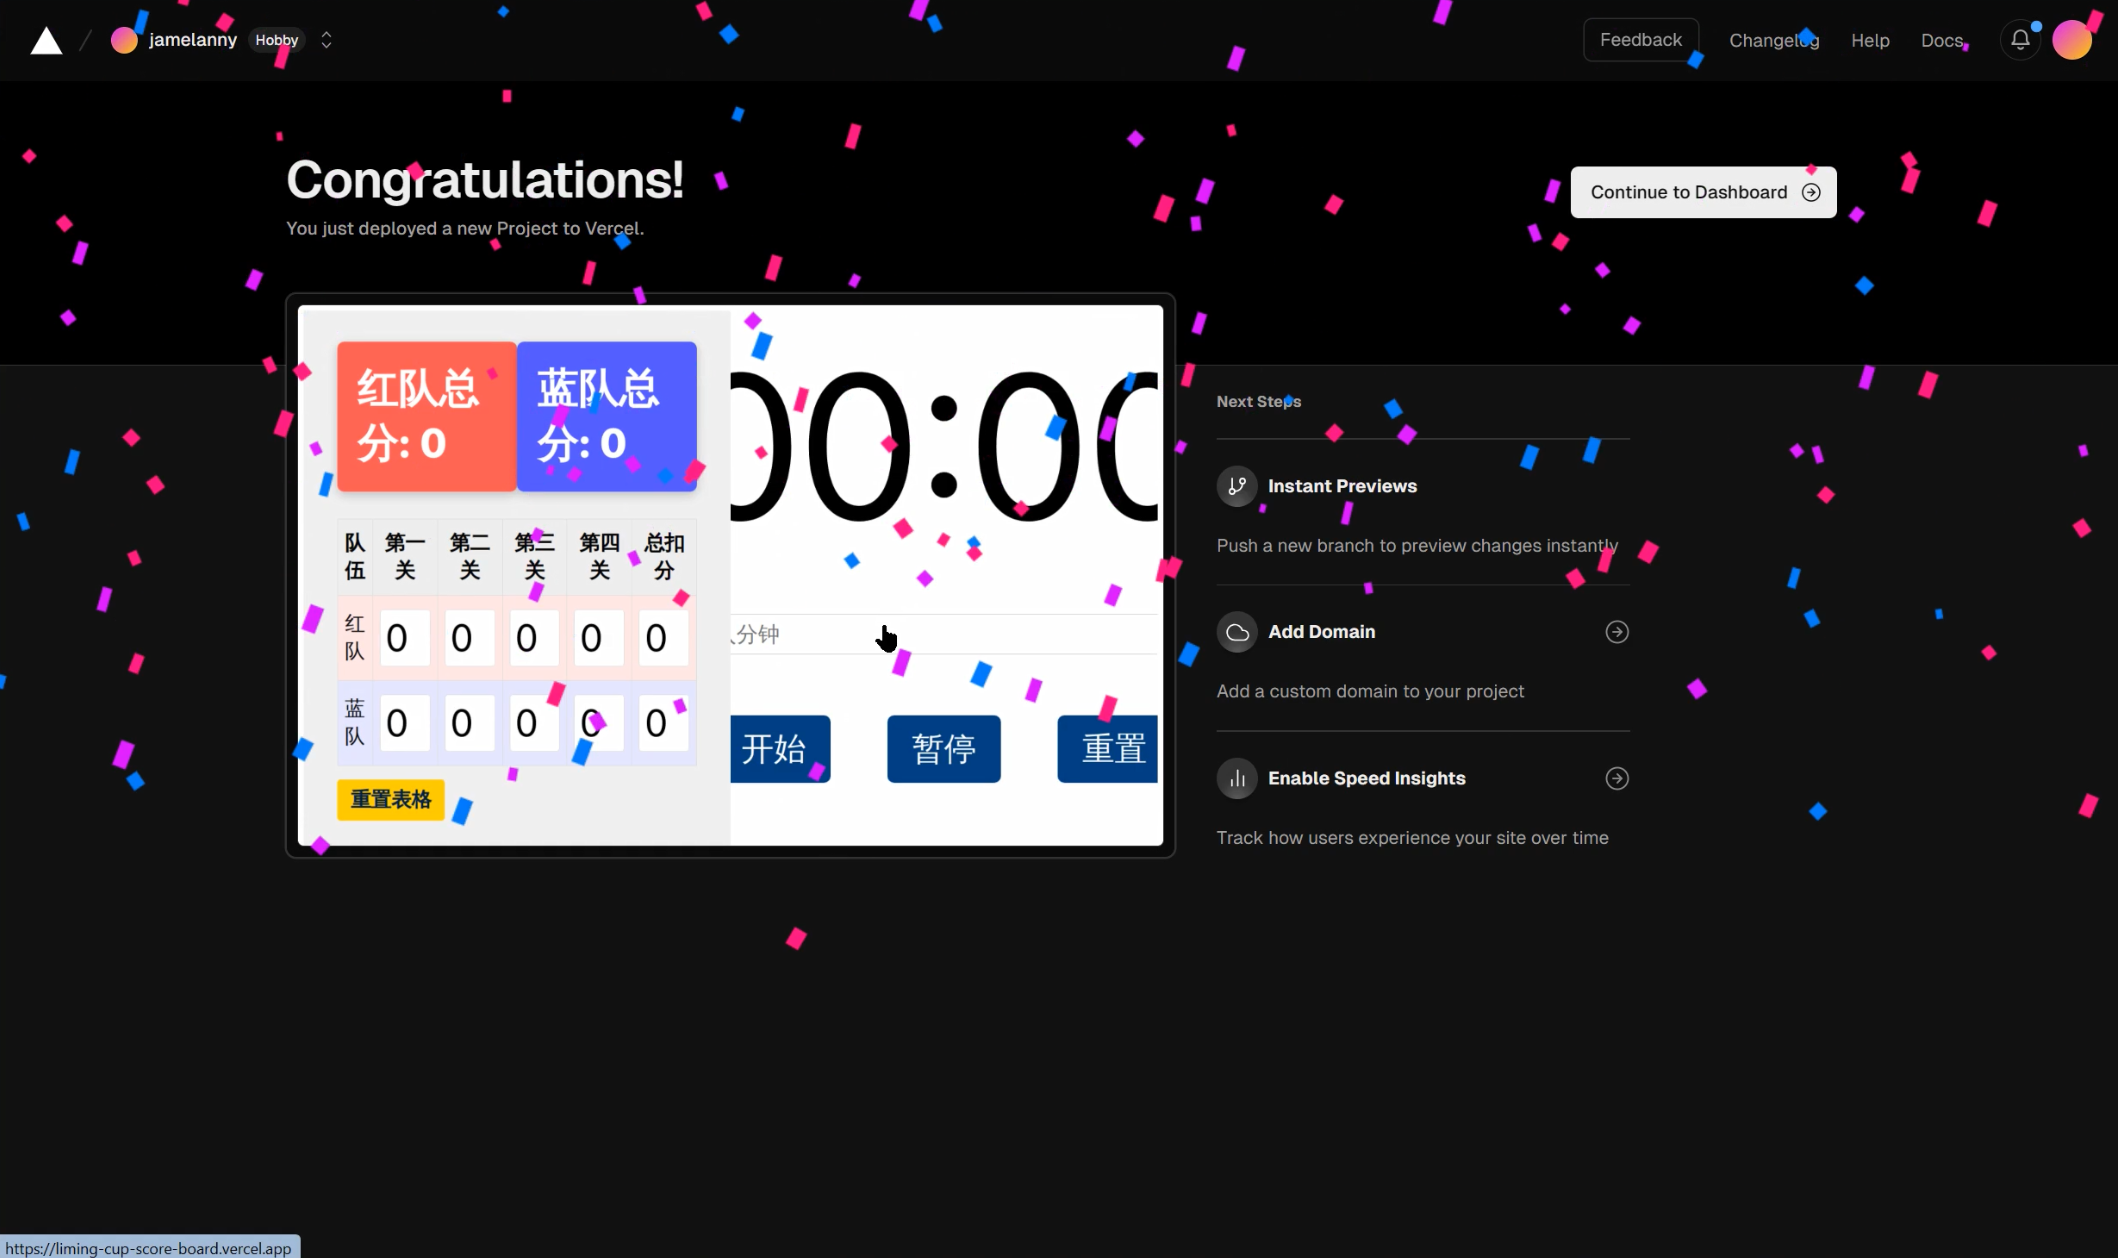 jamelanny Hobby
Feedback Changelog Help Docs
Congratulations!
You just deployed a new Project to Vercel.
Continue to Dashboard
红队总
分: 0
蓝队总
分: 0
队伍 第一关 第二关 第三关 第四关 总扣分
红队 0 0 0 0 0
蓝队 0 0 0 0 0
重置表格
00:00
分钟
开始 暂停 重置
Next Steps
Instant Previews
Push a new branch to preview changes instantly
Add Domain
Add a custom domain to your project
Enable Speed Insights
Track how users experience your site over time
https://liming-cup-score-board.vercel.app